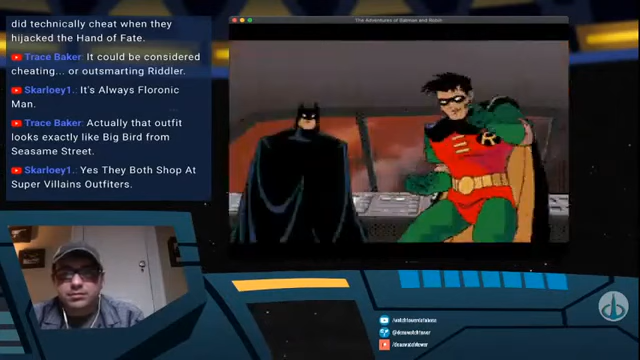 did technically cheat when they
hijacked the Hand of Fate.
Trace Baker: It could be considered
cheating... or outsmarting Riddler.
Skarloey1.: It's Always Floronic
Man.
Trace Baker: Actually that outfit
looks exactly like Big Bird from
Seasame Street.
Skarloey1.: Yes They Both Shop At
Super Villains Outfitters.
The Adventures of Batman and Robin
@dcauwatchtower